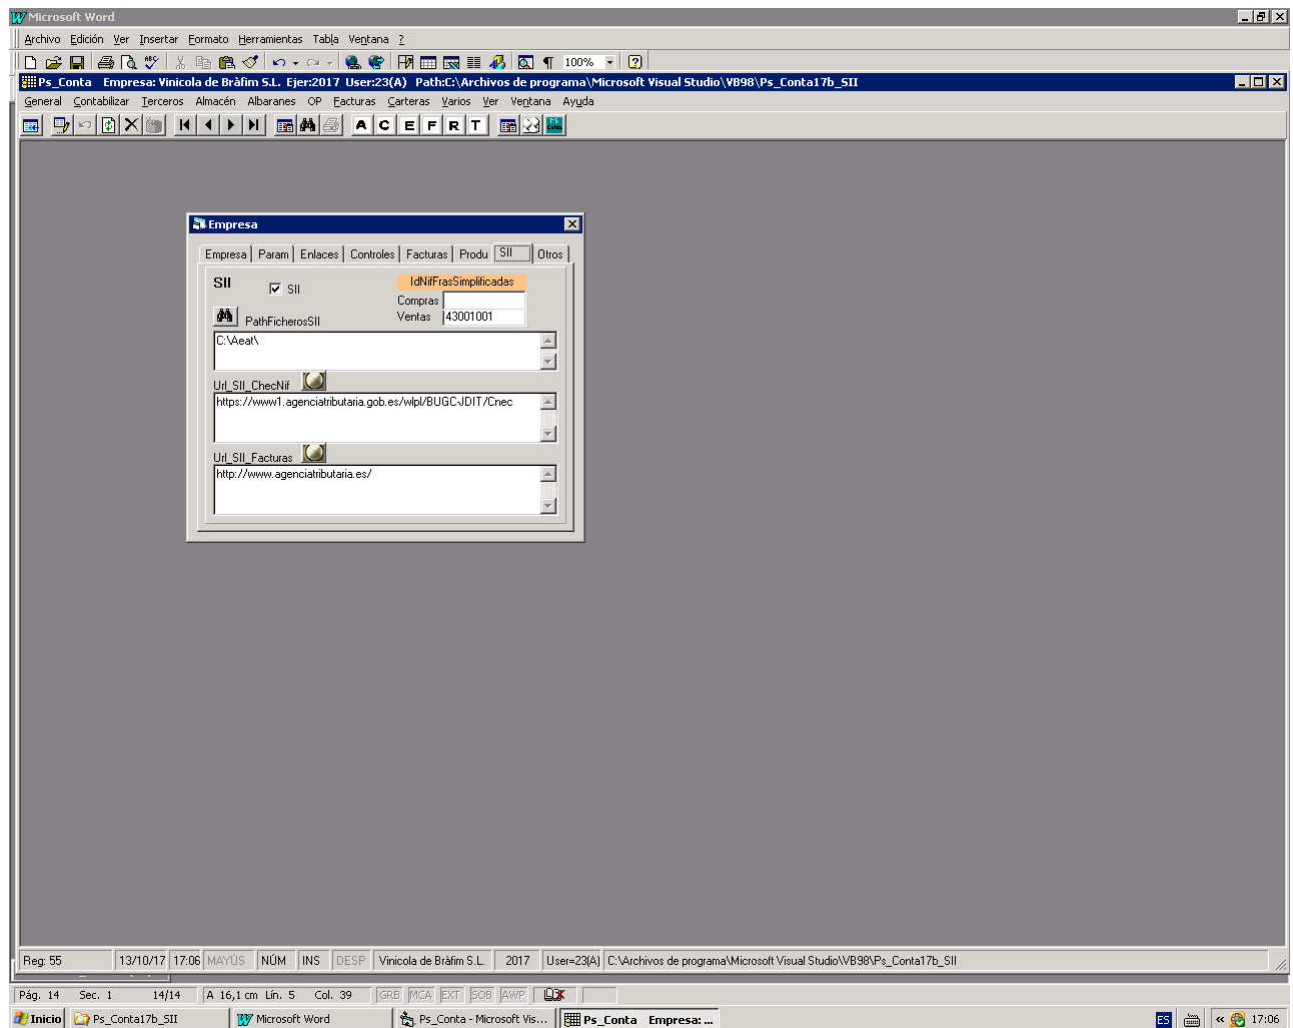 Microsoft Word
Archivo Edición Ver Insertar Formato Herramientas Tabla Ventana ?
100%
Ps_Conta Empresa: Vinicola de Bràfim S.L. Ejer:2017 User:23(A) Path:C:\Archivos de programa\Microsoft Visual Studio\VB98\Ps_Conta17b_SII
General Contabilizar Terceros Almacén Albaranes OP Facturas Carteras Varios Ver Ventana Ayuda
A C E F R T
Empresa
Empresa Param Enlaces Controles Facturas Produ SII Otros
SII
SII
IdNifFrasSimplificadas
Compras
Ventas 43001001
PathFicherosSII
C:\Aeat\
Url_SII_ChecNif
https://www1.agenciatributaria.gob.es/wlpl/BUGC-JDIT/Cnec
Url_SII_Facturas
http://www.agenciatributaria.es/
Reg: 55 13/10/17 17:06 MAYÚS NÚM INS DESP Vinicola de Bràfim S.L. 2017 User=23(A) C:\Archivos de programa\Microsoft Visual Studio\VB98\Ps_Conta17b_SII
Pág. 14 Sec. 1 14/14 A 16,1 cm Lín. 5 Col. 39 GRB MCA EXT SOB AWP
Inicio Ps_Conta17b_SII Microsoft Word Ps_Conta - Microsoft Vis... Ps_Conta Empresa: ... ES « 17:06